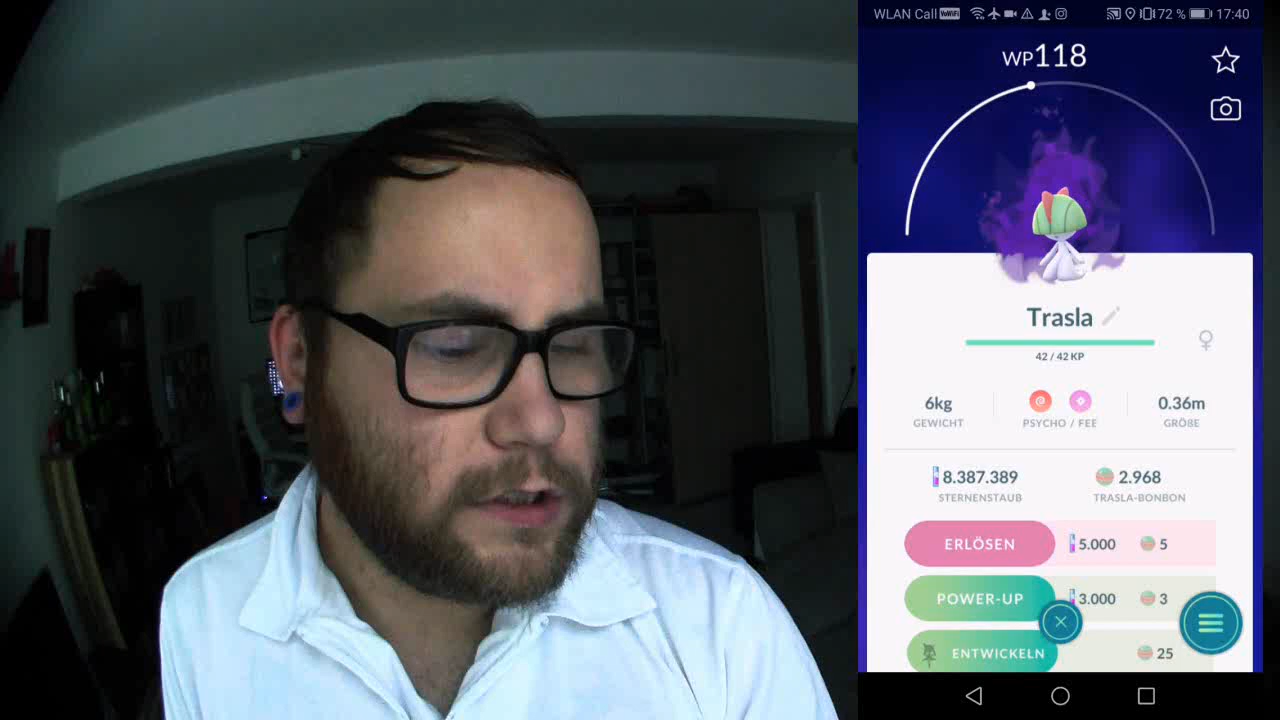 WLAN Call VoWiFi 72 % 17:40
WP118
Trasla
42 / 42 KP
6kg
GEWICHT
PSYCHO / FEE
0.36m
GRÖßE
8.387.389
STERNENSTAUB
2.968
TRASLA-BONBON
ERLÖSEN 5.000 5
POWER-UP 3.000 3
ENTWICKELN 25